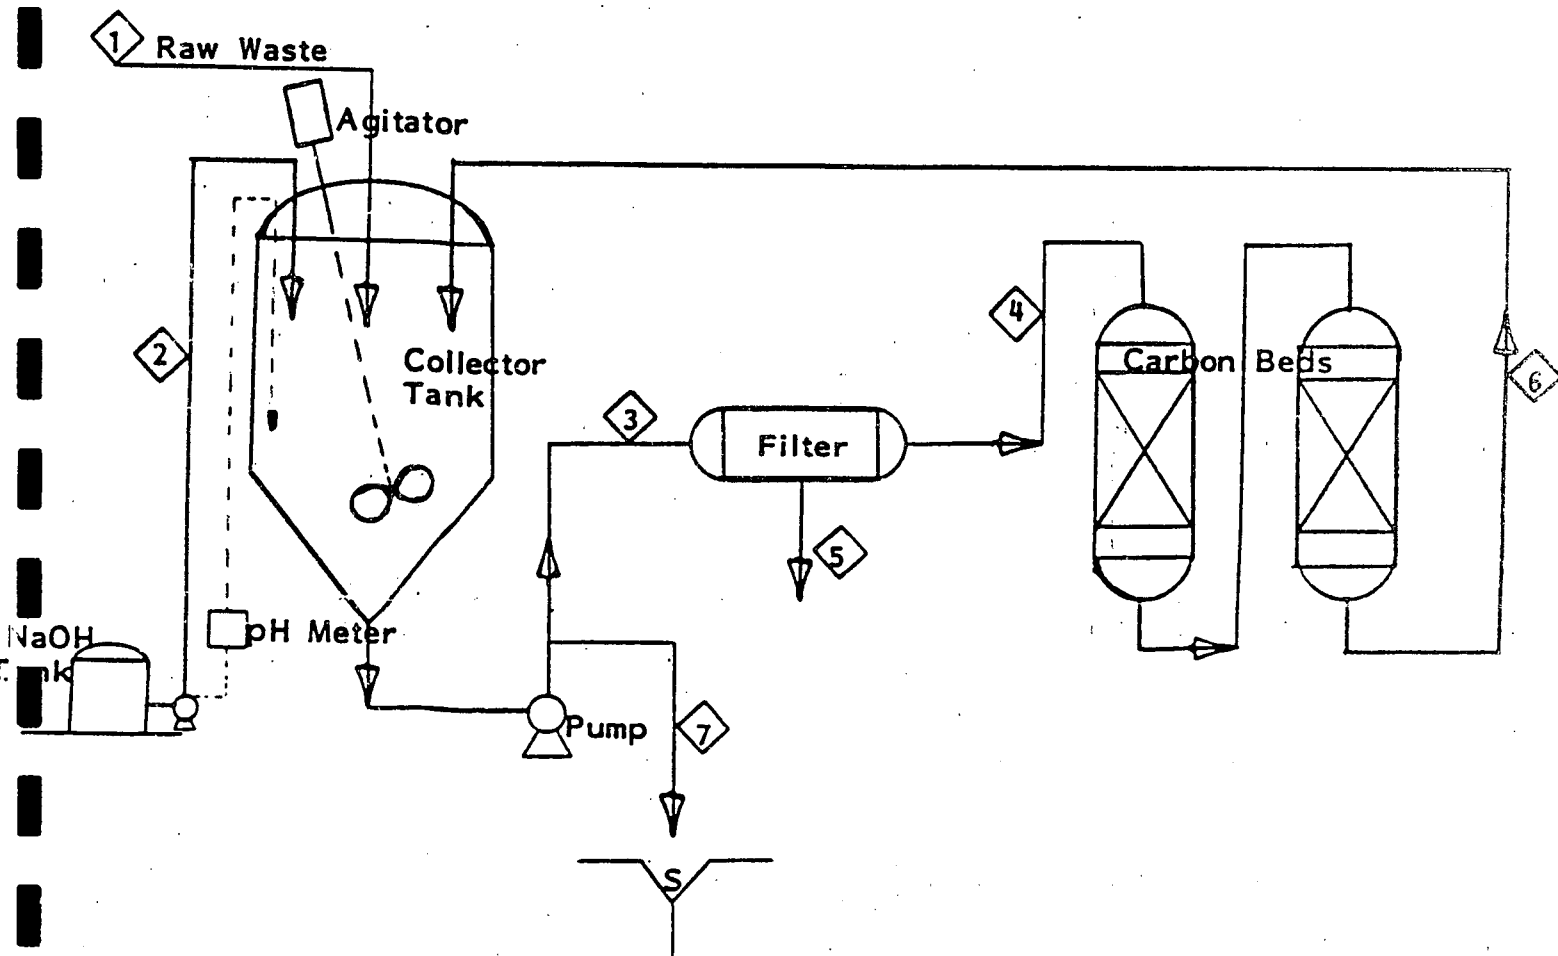 1
Raw Waste
Agitator
2
Collector
Tank
3
4
Carbon Beds
6
Filter
5
NaOH
pH Meter
Pump
7
S